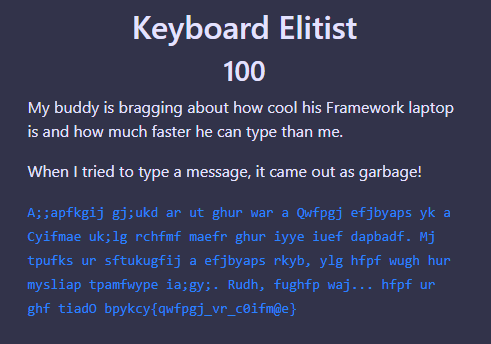 Keyboard Elitist
100
My buddy is bragging about how cool his Framework laptop
is and how much faster he can type than me.
When I tried to type a message, it came out as garbage!
A;;apfkgij gj;ukd ar ut ghur war a Qwfpgj efjbyaps yk a
Cyifmae uk;lg rchfmf maefr ghur iyye iuef dapbadf. Mj
tpufks ur sftukugfij a efjbyaps rkyb, ylg hfpf wugh hur
mysliap tpamfwype ia;gy;. Rudh, fughfp waj... hfpf ur
ghf tiadO bpykcy{qwfpgj_vr_c0ifm@e}